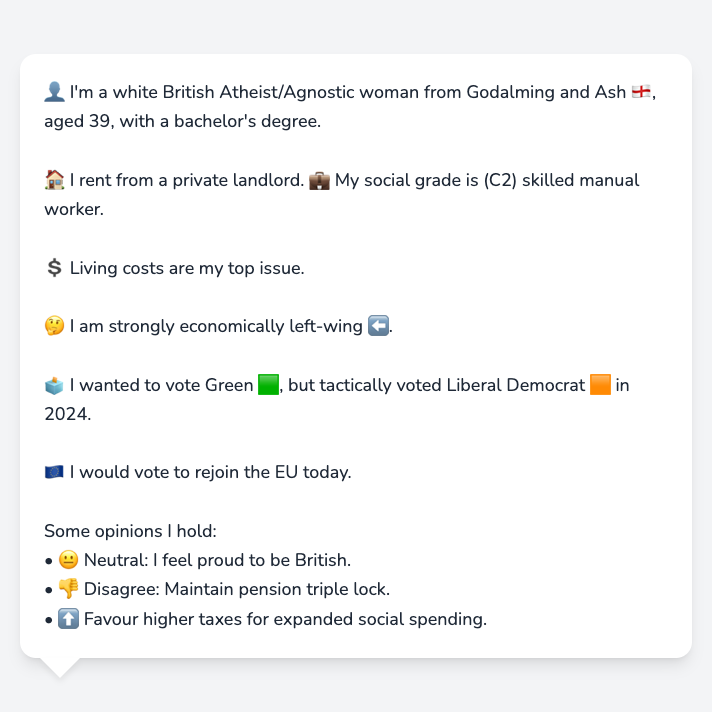 👤 I'm a white British Atheist/Agnostic woman from Godalming and Ash 🏴󠁧󠁢󠁥󠁮󠁧󠁿,
aged 39, with a bachelor's degree.
🏠 I rent from a private landlord. 💼 My social grade is (C2) skilled manual
worker.
💲 Living costs are my top issue.
🤔 I am strongly economically left-wing ⬅️.
🗳️ I wanted to vote Green 🟩, but tactically voted Liberal Democrat 🟧 in
2024.
🇪🇺 I would vote to rejoin the EU today.
Some opinions I hold:
• 😐 Neutral: I feel proud to be British.
• 👎 Disagree: Maintain pension triple lock.
• ⬆️ Favour higher taxes for expanded social spending.